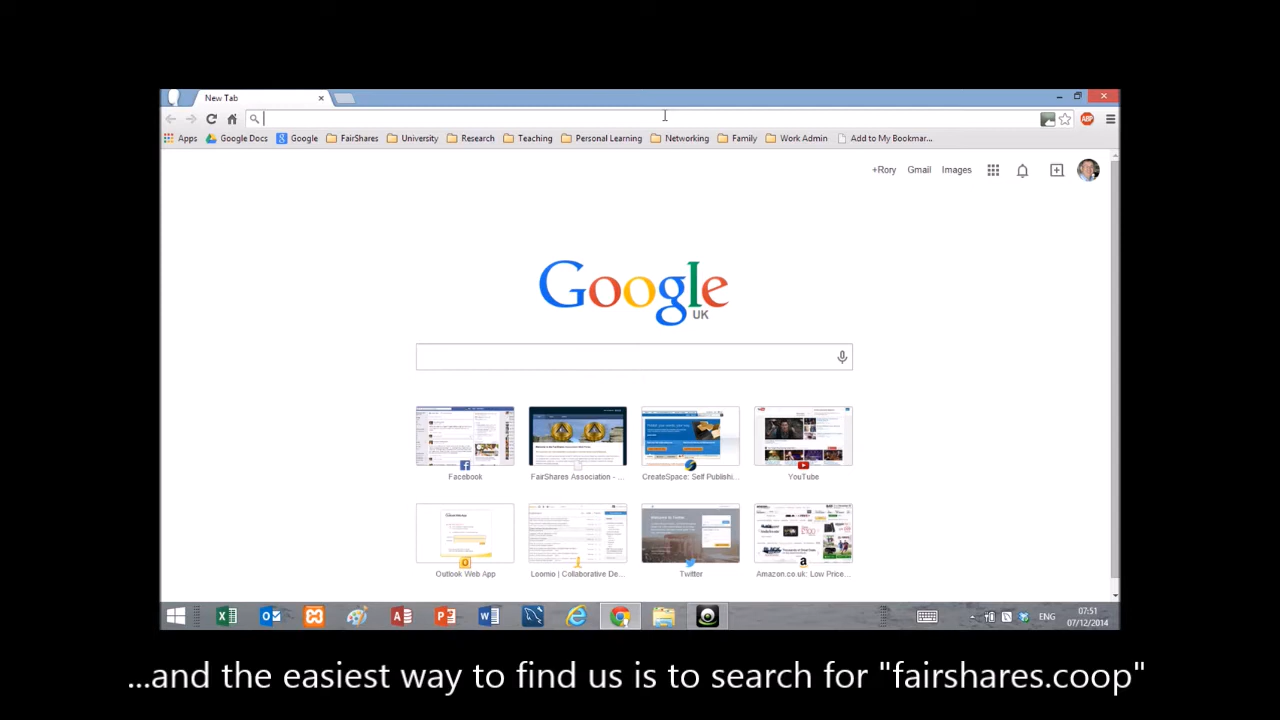 New Tab
Apps Google Docs Google FairShares University Research Teaching Personal Learning Networking Family Work Admin Add to My Bookmar...
ABP
+Rory Gmail Images
Google
UK
Facebook FairShares Association - ... CreateSpace: Self Publishi... YouTube
Outlook Web App Loomio | Collaborative De... Twitter Amazon.co.uk: Low Price...
ENG 07:51
07/12/2014
...and the easiest way to find us is to search for "fairshares.coop"